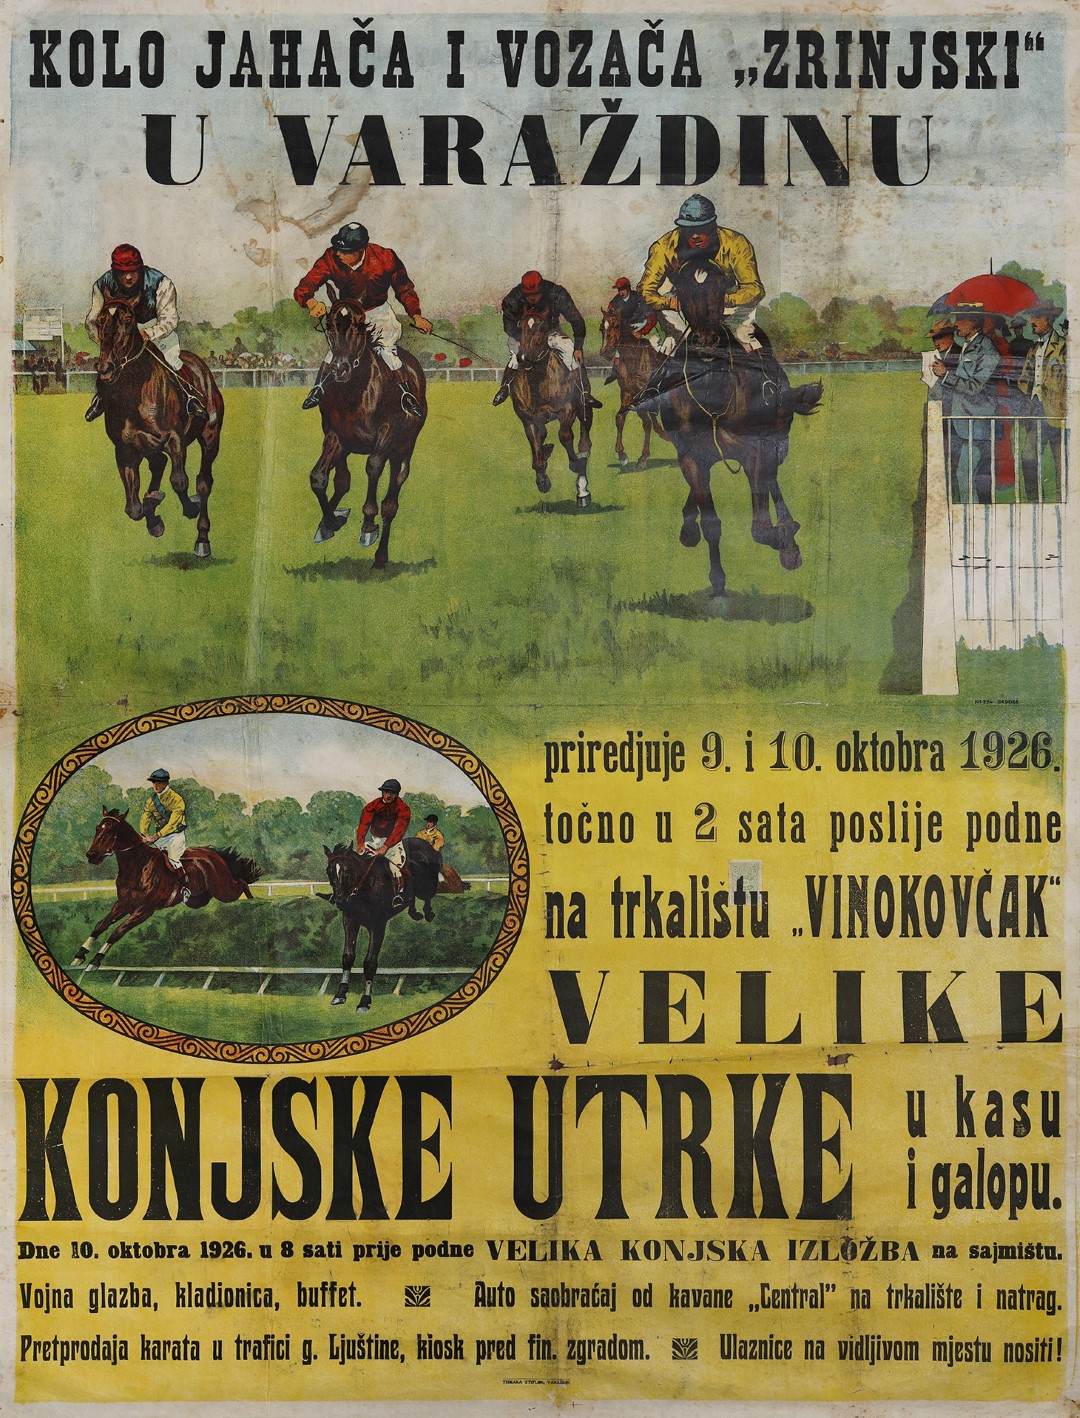 KOLO JAHAČA I VOZAČA „ZRINJSKI“
U VARAŽDINU
priredjuje 9. i 10. oktobra 1926.
točno u 2 sata poslije podne
na trkalištu „VINOKOVČAK“
VELIKE
KONJSKE UTRKE
u kasu
i galopu.
Dne 10. oktobra 1926. u 8 sati prije podne VELIKA KONJSKA IZLOŽBA na sajmištu.
Vojna glazba, kladionica, buffet. Auto saobraćaj od kavane „Central” na trkalište i natrag.
Pretprodaja karata u trafici g. Ljuštine, kiosk pred fin. zgradom. Ulaznice na vidljivom mjestu nositi!
TISKARA STIFLER, VARAŽDIN